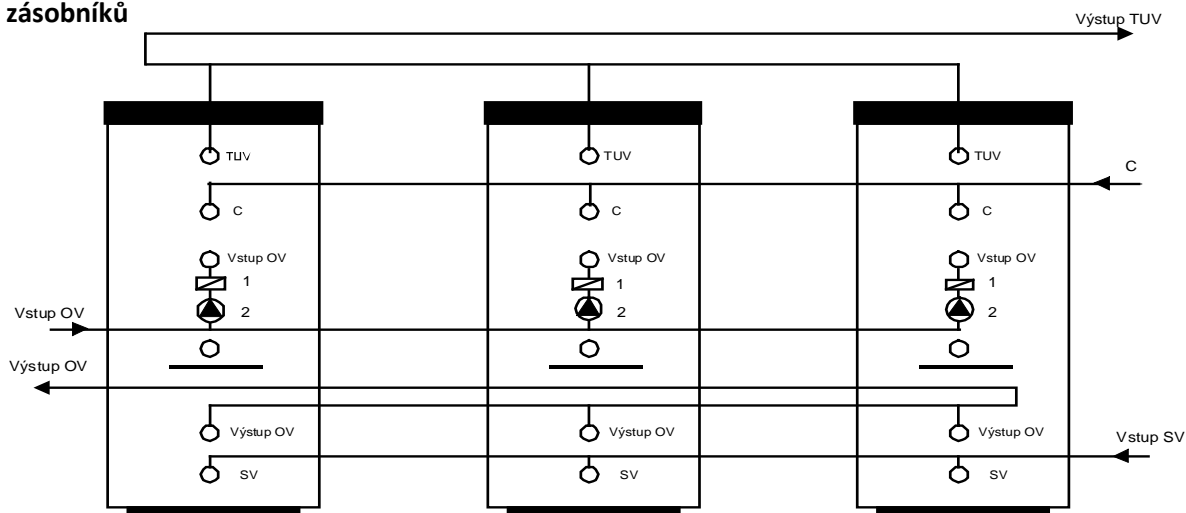 zásobníků
Výstup TUV
TUV TUV TUV
C
C C C
Vstup OV Vstup OV Vstup OV
1 1 1
Vstup OV
2 2 2
Výstup OV
Výstup OV Výstup OV Výstup OV
Vstup SV
SV SV SV